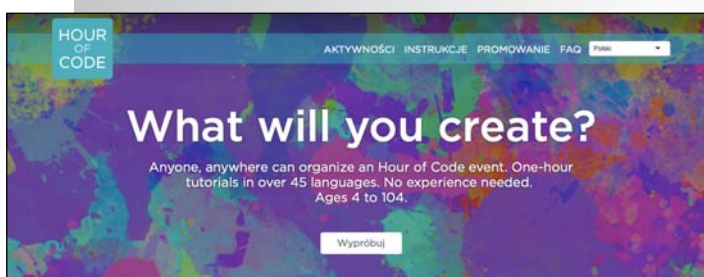 HOUR
OF
CODE
AKTYWNOŚCI INSTRUKCJE PROMOWANIE FAQ Polski
What will you create?
Anyone, anywhere can organize an Hour of Code event. One-hour
tutorials in over 45 languages. No experience needed.
Ages 4 to 104.
Wypróbuj